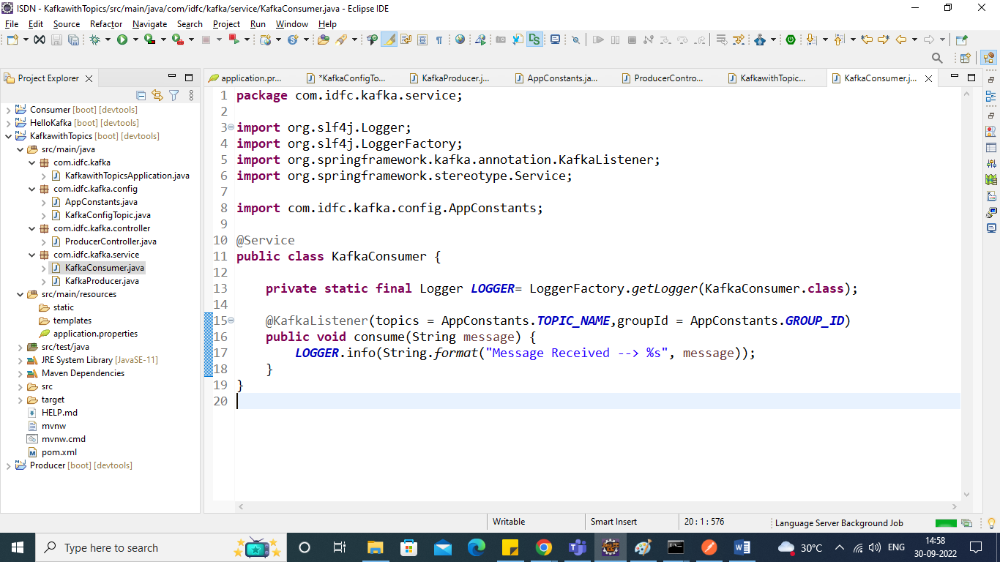 ISDN - KafkawithTopics/src/main/java/com/idfc/kafka/service/KafkaConsumer.java - Eclipse IDE
File Edit Source Refactor Navigate Search Project Run Window Help
Project Explorer
application.pr... *KafkaConfigTo... KafkaProducer.j... AppConstants.ja... ProducerContro... KafkawithTopic... KafkaConsumer.j...
Consumer [boot] [devtools]
HelloKafka [boot] [devtools]
KafkawithTopics [boot] [devtools]
src/main/java
com.idfc.kafka
KafkawithTopicsApplication.java
com.idfc.kafka.config
AppConstants.java
KafkaConfigTopic.java
com.idfc.kafka.controller
ProducerController.java
com.idfc.kafka.service
KafkaConsumer.java
KafkaProducer.java
src/main/resources
static
templates
application.properties
src/test/java
JRE System Library [JavaSE-11]
Maven Dependencies
src
target
HELP.md
mvnw
mvnw.cmd
pom.xml
Producer [boot] [devtools]
1 package com.idfc.kafka.service;
2
3 import org.slf4j.Logger;
4 import org.slf4j.LoggerFactory;
5 import org.springframework.kafka.annotation.KafkaListener;
6 import org.springframework.stereotype.Service;
7
8 import com.idfc.kafka.config.AppConstants;
9
10 @Service
11 public class KafkaConsumer {
12
13 private static final Logger LOGGER= LoggerFactory.getLogger(KafkaConsumer.class);
14
15 @KafkaListener(topics = AppConstants.TOPIC_NAME,groupId = AppConstants.GROUP_ID)
16 public void consume(String message) {
17 LOGGER.info(String.format("Message Received --> %s", message));
18 }
19 }
20
Writable Smart Insert 20 : 1 : 576 Language Server Background Job
Type here to search
30°C ENG 14:58
30-09-2022